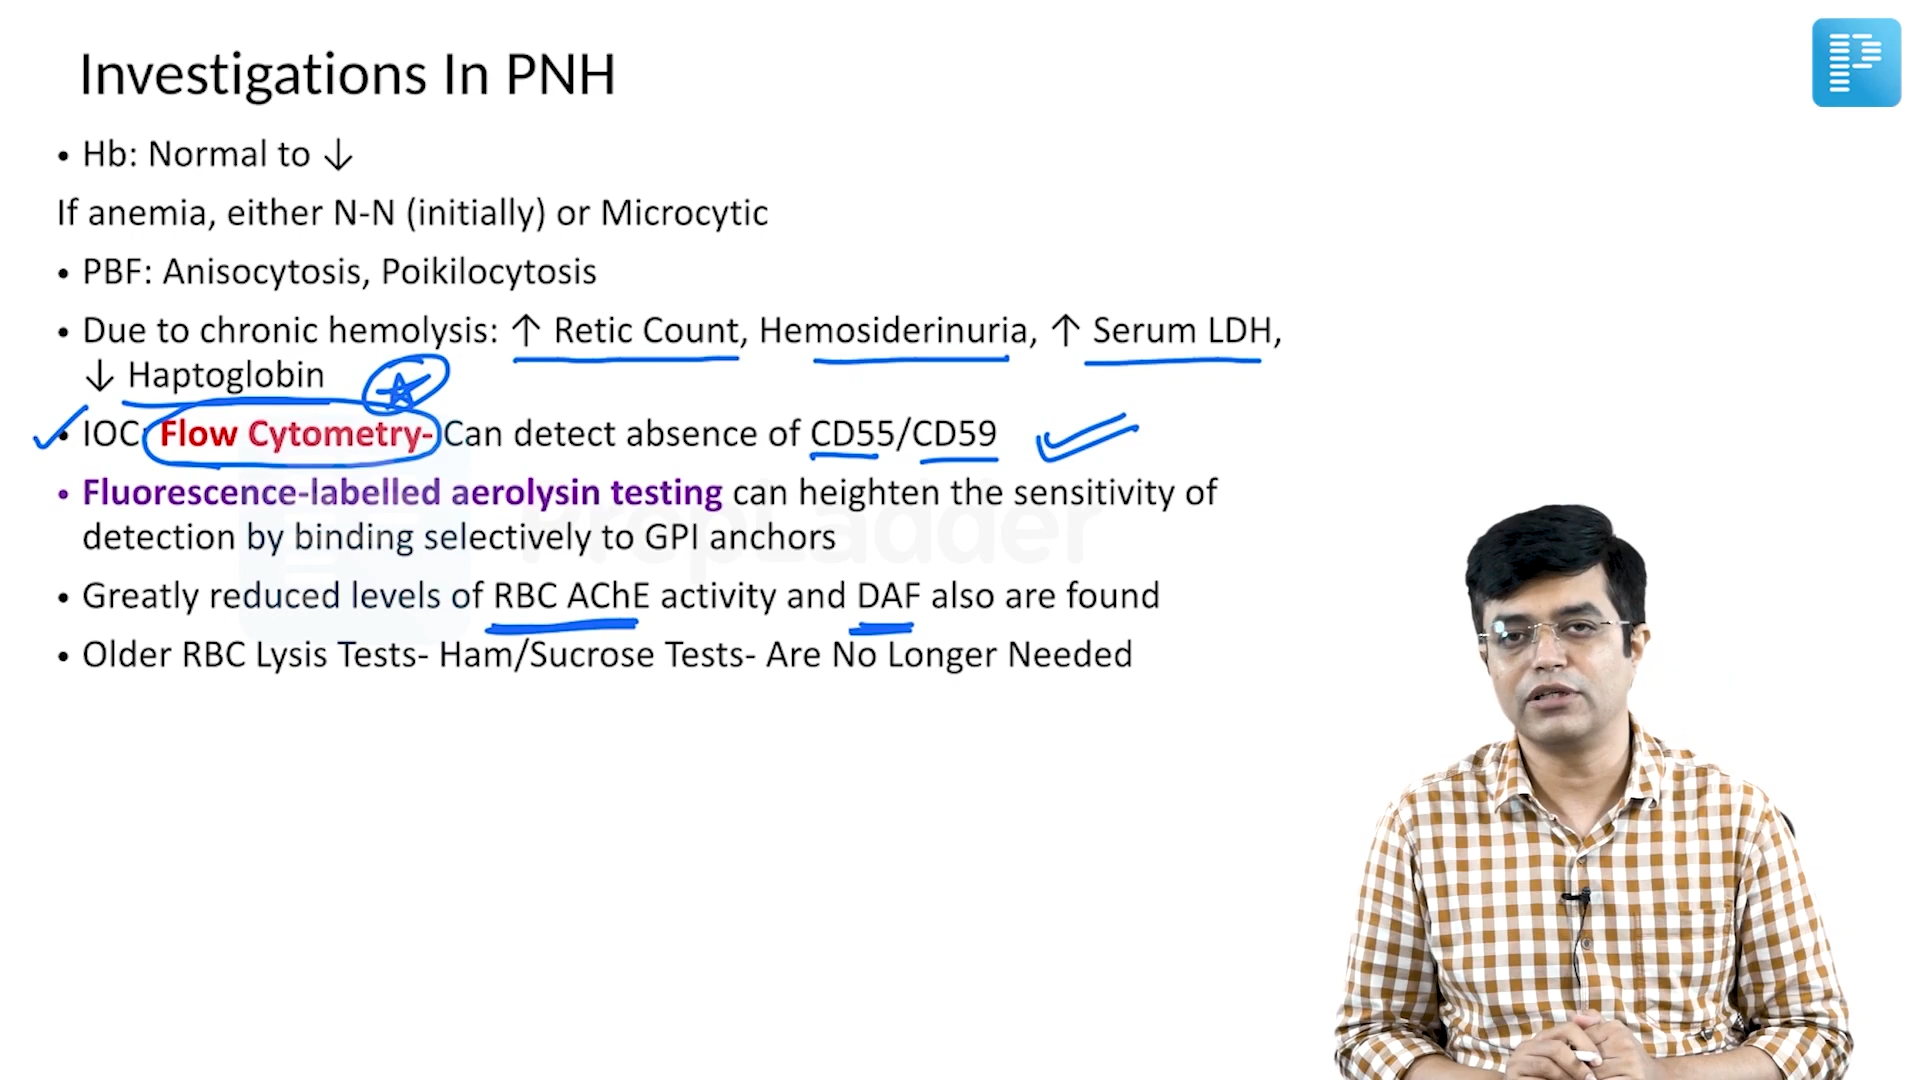 Investigations In PNH
• Hb: Normal to ↓
If anemia, either N-N (initially) or Microcytic
• PBF: Anisocytosis, Poikilocytosis
• Due to chronic hemolysis: ↑ Retic Count, Hemosiderinuria, ↑ Serum LDH,
↓ Haptoglobin
• IOC: Flow Cytometry- Can detect absence of CD55/CD59
• Fluorescence-labelled aerolysin testing can heighten the sensitivity of
detection by binding selectively to GPI anchors
• Greatly reduced levels of RBC AChE activity and DAF also are found
• Older RBC Lysis Tests- Ham/Sucrose Tests- Are No Longer Needed
PrepLadder